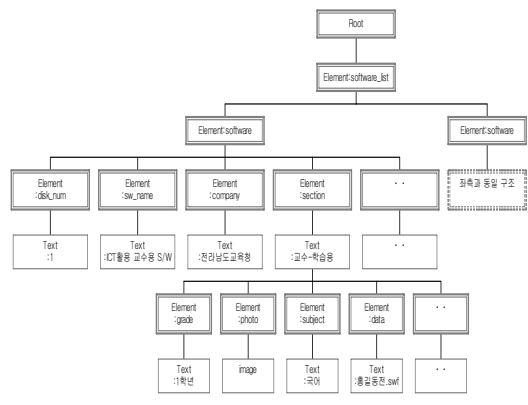 Root
Element:software_list
Element:software
Element:software
Element
:disk_num
Element
:sw_name
Element
:company
Element
:section
. .
좌측과 동일 구조
Text
:1
Text
:ICT활용 교수용 S/W
Text
:전라남도교육청
Text
:교수-학습용
. .
Element
:grade
Element
:photo
Element
:subject
Element
:data
. .
Text
:1학년
image
Text
:국어
Text
:홍길동전.swf
. .